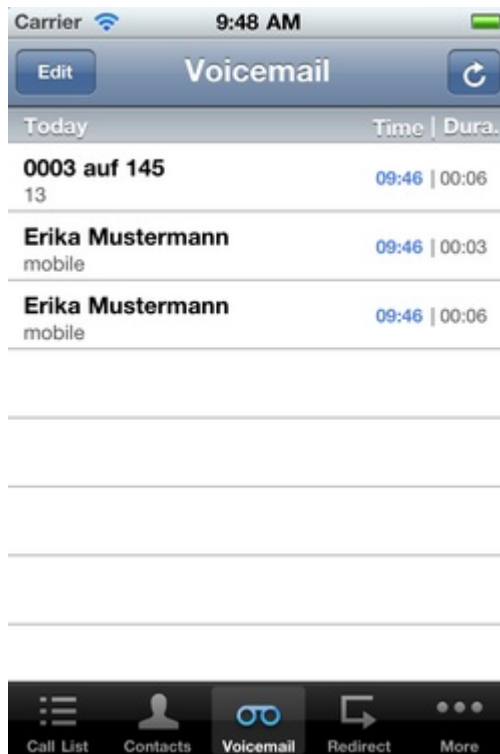 Carrier 9:48 AM
Edit Voicemail
Today Time | Dura.
0003 auf 145
13 09:46 | 00:06
Erika Mustermann
mobile 09:46 | 00:03
Erika Mustermann
mobile 09:46 | 00:06
Call List Contacts Voicemail Redirect More